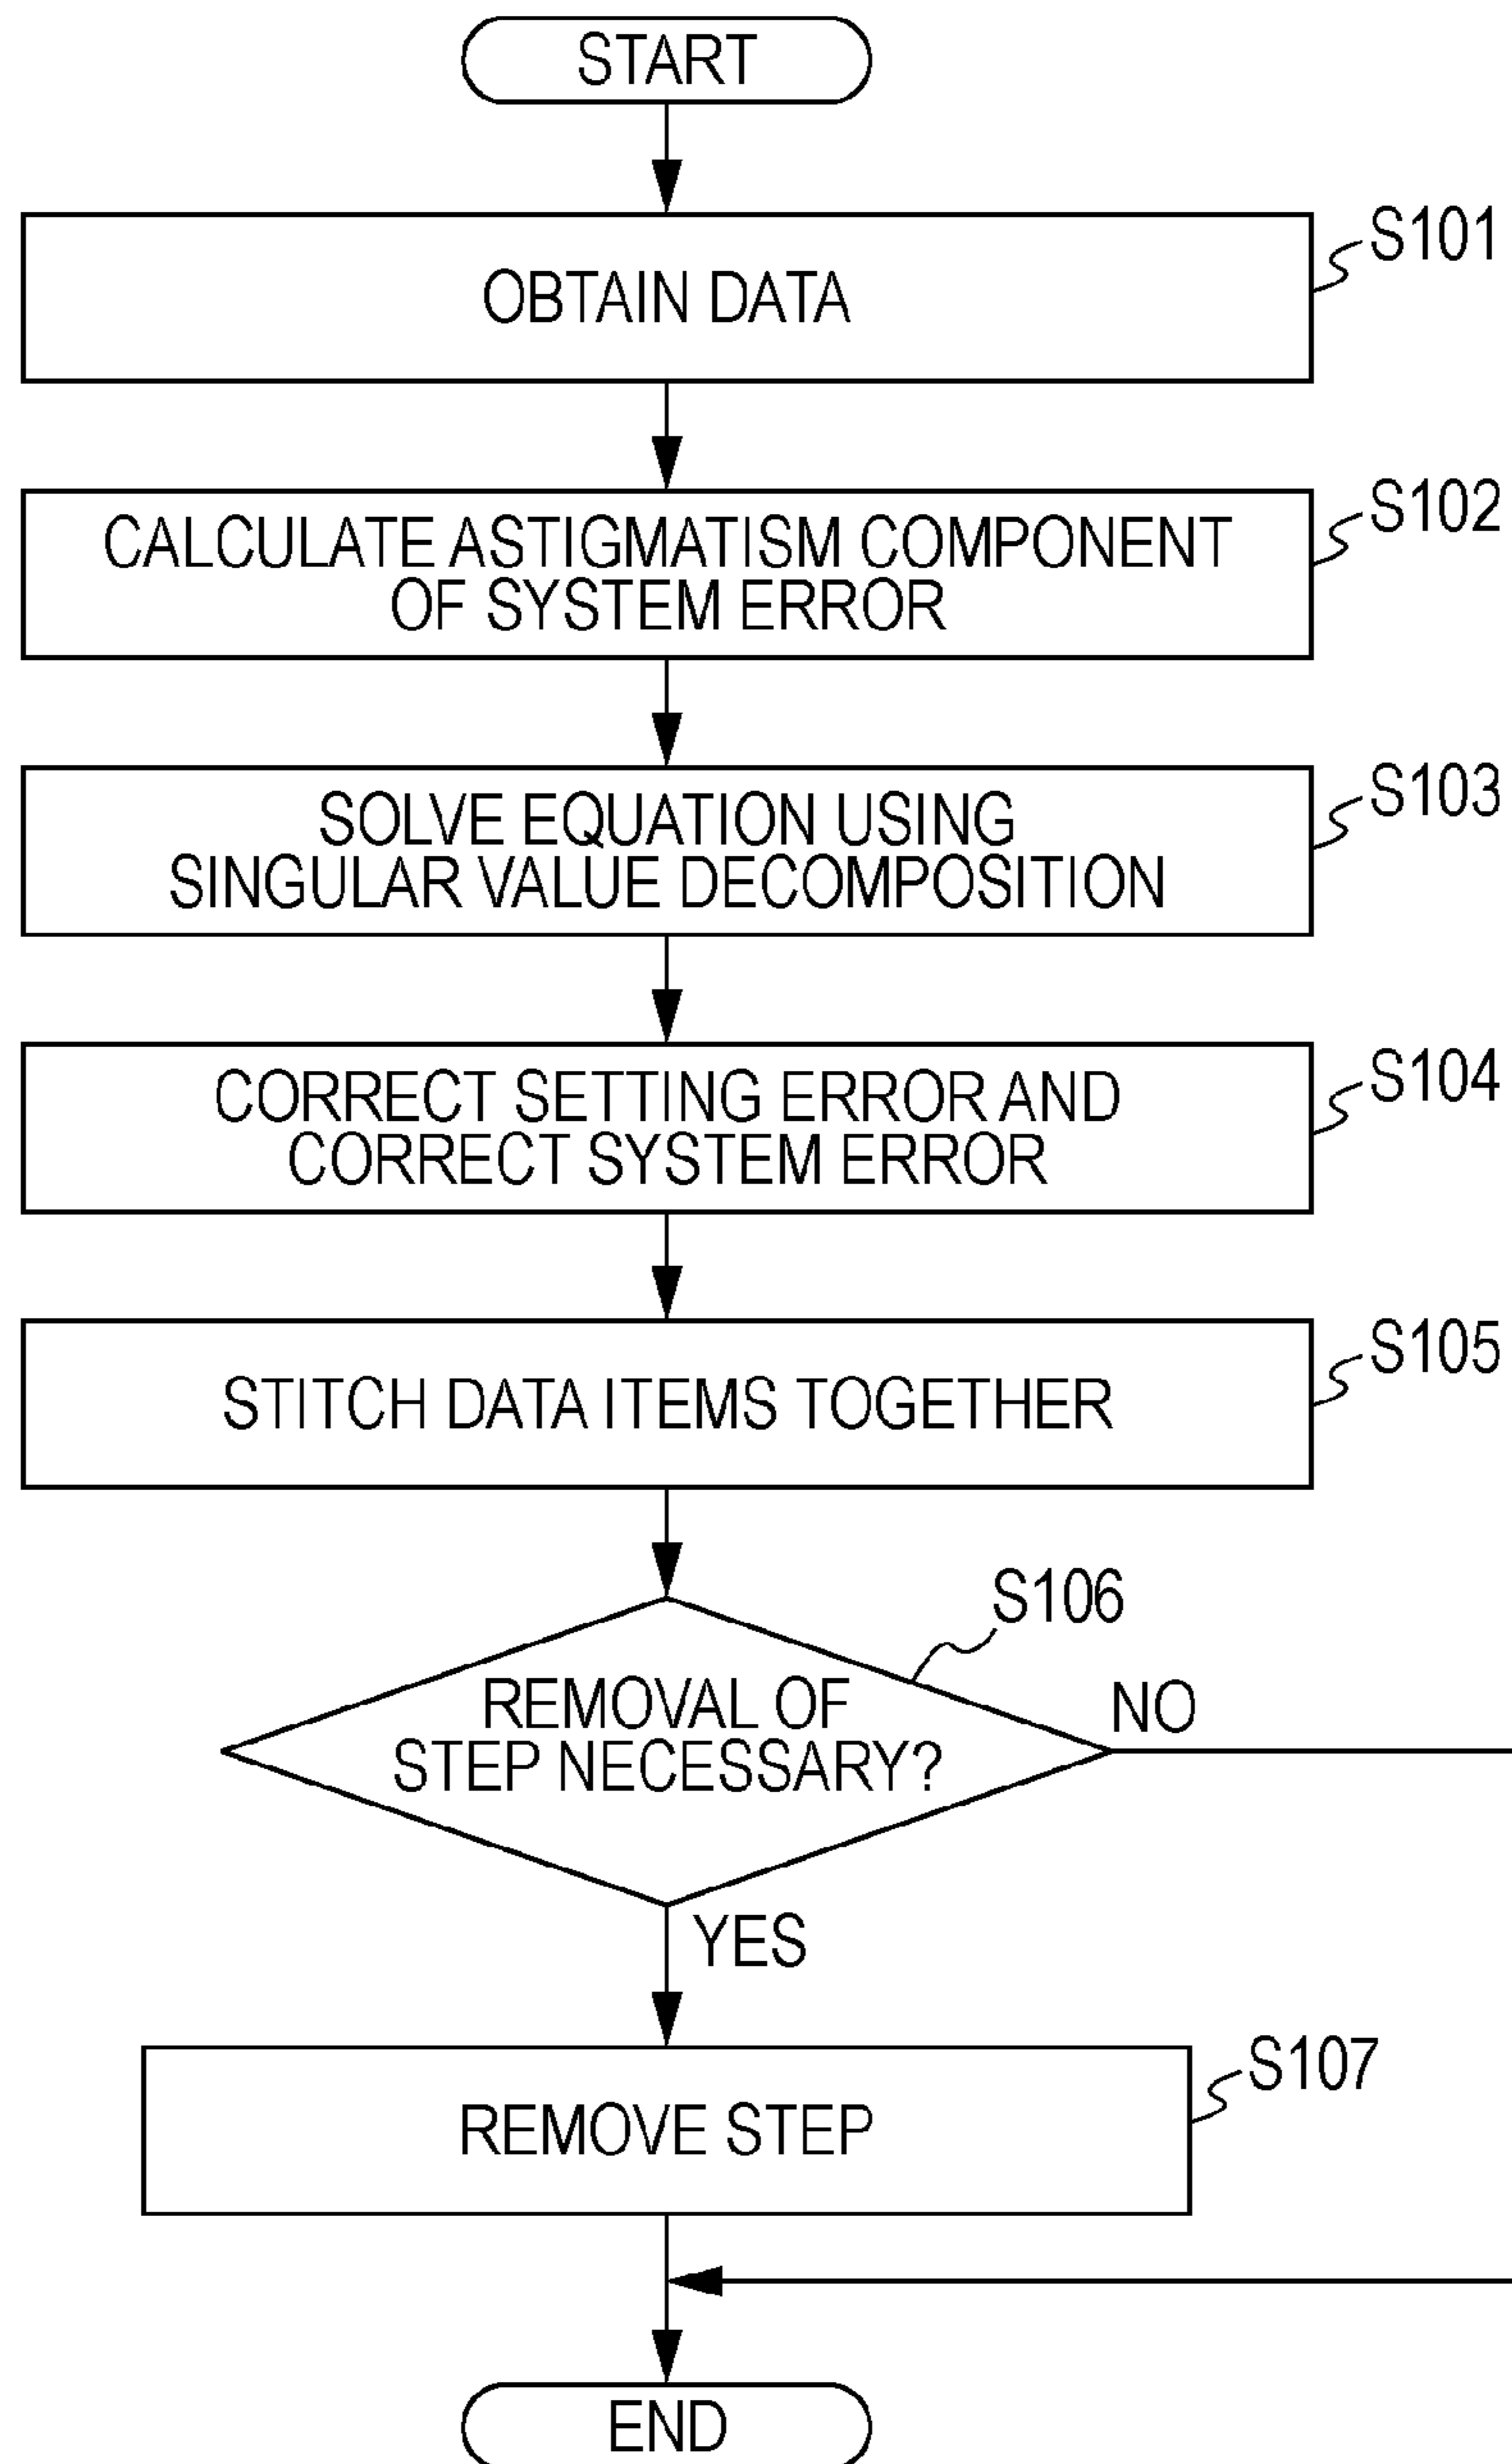 START
S101
OBTAIN DATA
S102
CALCULATE ASTIGMATISM COMPONENT
OF SYSTEM ERROR
S103
SOLVE EQUATION USING
SINGULAR VALUE DECOMPOSITION
S104
CORRECT SETTING ERROR AND
CORRECT SYSTEM ERROR
S105
STITCH DATA ITEMS TOGETHER
S106
REMOVAL OF
STEP NECESSARY?
NO
YES
S107
REMOVE STEP
END